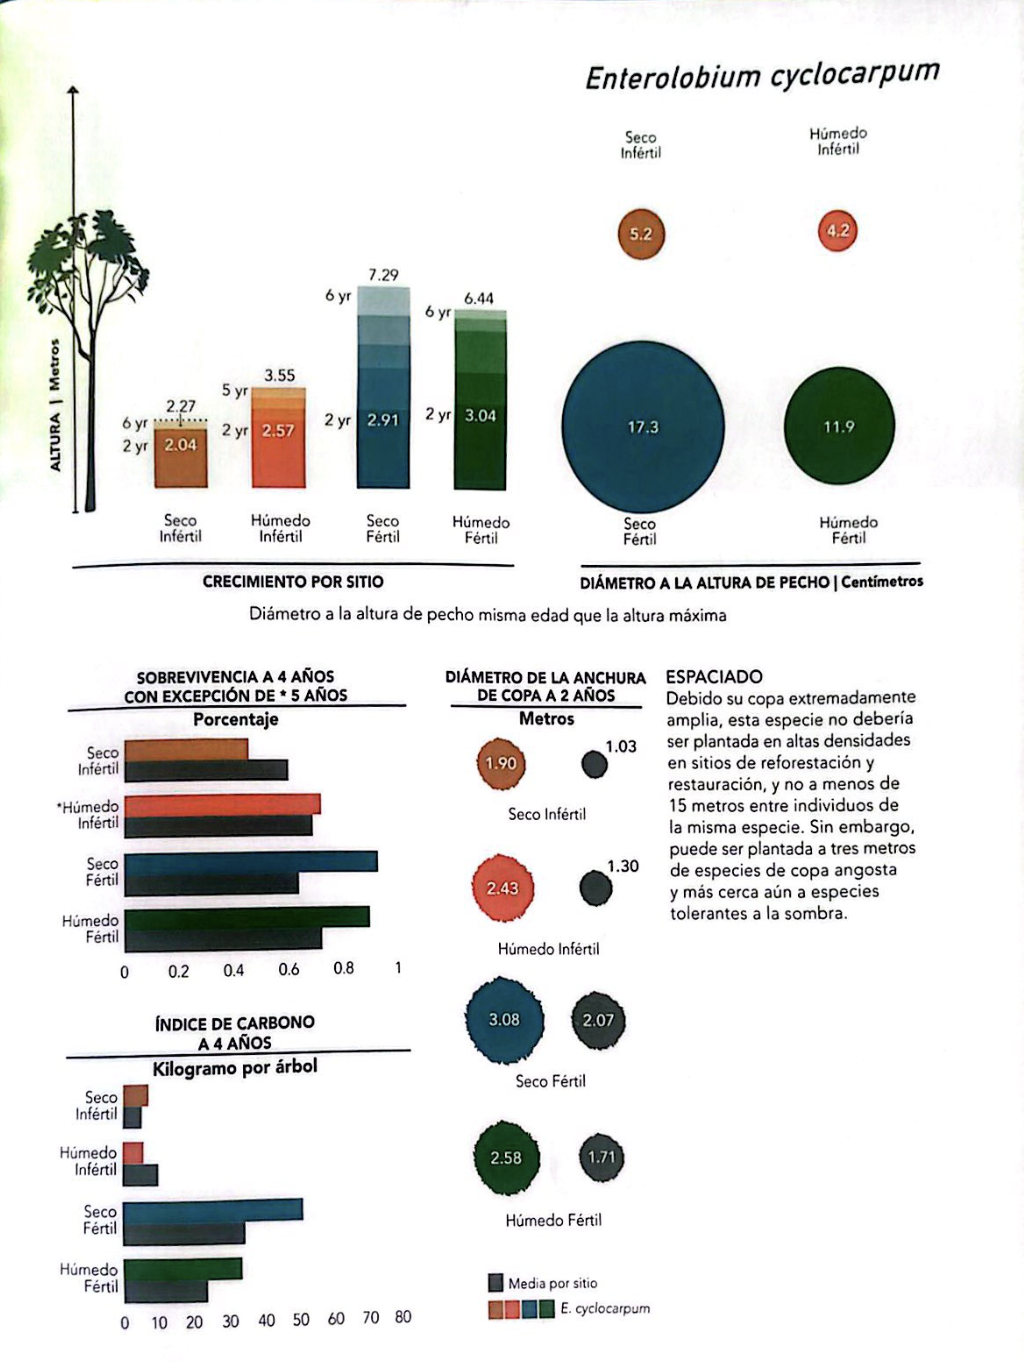 Enterolobium cyclocarpum
ALTURA | Metros
6 yr
2.27
2 yr
2.04
5 yr
3.55
2 yr
2.57
6 yr
7.29
2 yr
2.91
6 yr
6.44
2 yr
3.04
Seco
Infértil
Húmedo
Infértil
Seco
Fértil
Húmedo
Fértil
CRECIMIENTO POR SITIO
Seco
Infértil
Húmedo
Infértil
5.2
4.2
17.3
11.9
Seco
Fértil
Húmedo
Fértil
DIÁMETRO A LA ALTURA DE PECHO | Centímetros
Diámetro a la altura de pecho misma edad que la altura máxima
SOBREVIVENCIA A 4 AÑOS
CON EXCEPCIÓN DE * 5 AÑOS
Porcentaje
Seco
Infértil
*Húmedo
Infértil
Seco
Fértil
Húmedo
Fértil
0 0.2 0.4 0.6 0.8 1
ÍNDICE DE CARBONO
A 4 AÑOS
Kilogramo por árbol
Seco
Infértil
Húmedo
Infértil
Seco
Fértil
Húmedo
Fértil
0 10 20 30 40 50 60 70 80
DIÁMETRO DE LA ANCHURA
DE COPA A 2 AÑOS
Metros
1.90 1.03
Seco Infértil
2.43 1.30
Húmedo Infértil
3.08 2.07
Seco Fértil
2.58 1.71
Húmedo Fértil
Media por sitio
E. cyclocarpum
ESPACIADO
Debido su copa extremadamente
amplia, esta especie no debería
ser plantada en altas densidades
en sitios de reforestación y
restauración, y no a menos de
15 metros entre individuos de
la misma especie. Sin embargo,
puede ser plantada a tres metros
de especies de copa angosta
y más cerca aún a especies
tolerantes a la sombra.